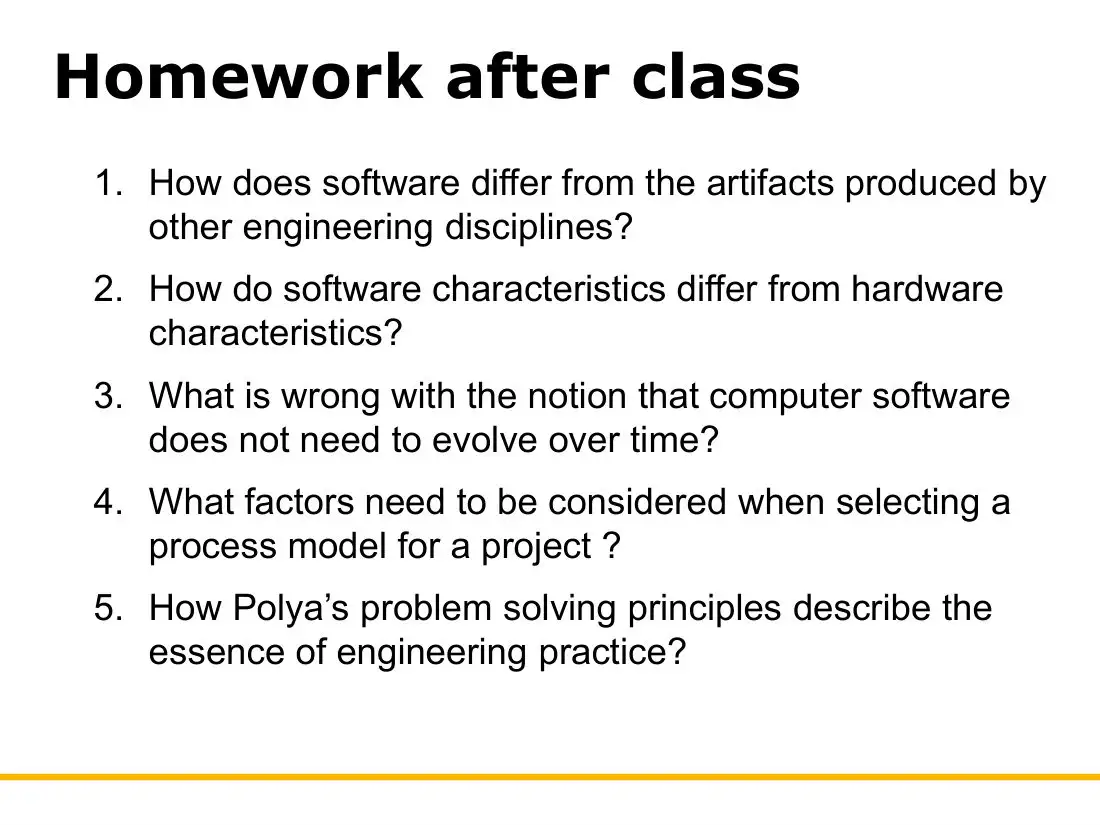 Homework after class
1. How does software differ from the artifacts produced by
other engineering disciplines?
2. How do software characteristics differ from hardware
characteristics?
3. What is wrong with the notion that computer software
does not need to evolve over time?
4. What factors need to be considered when selecting a
process model for a project ?
5. How Polya’s problem solving principles describe the
essence of engineering practice?